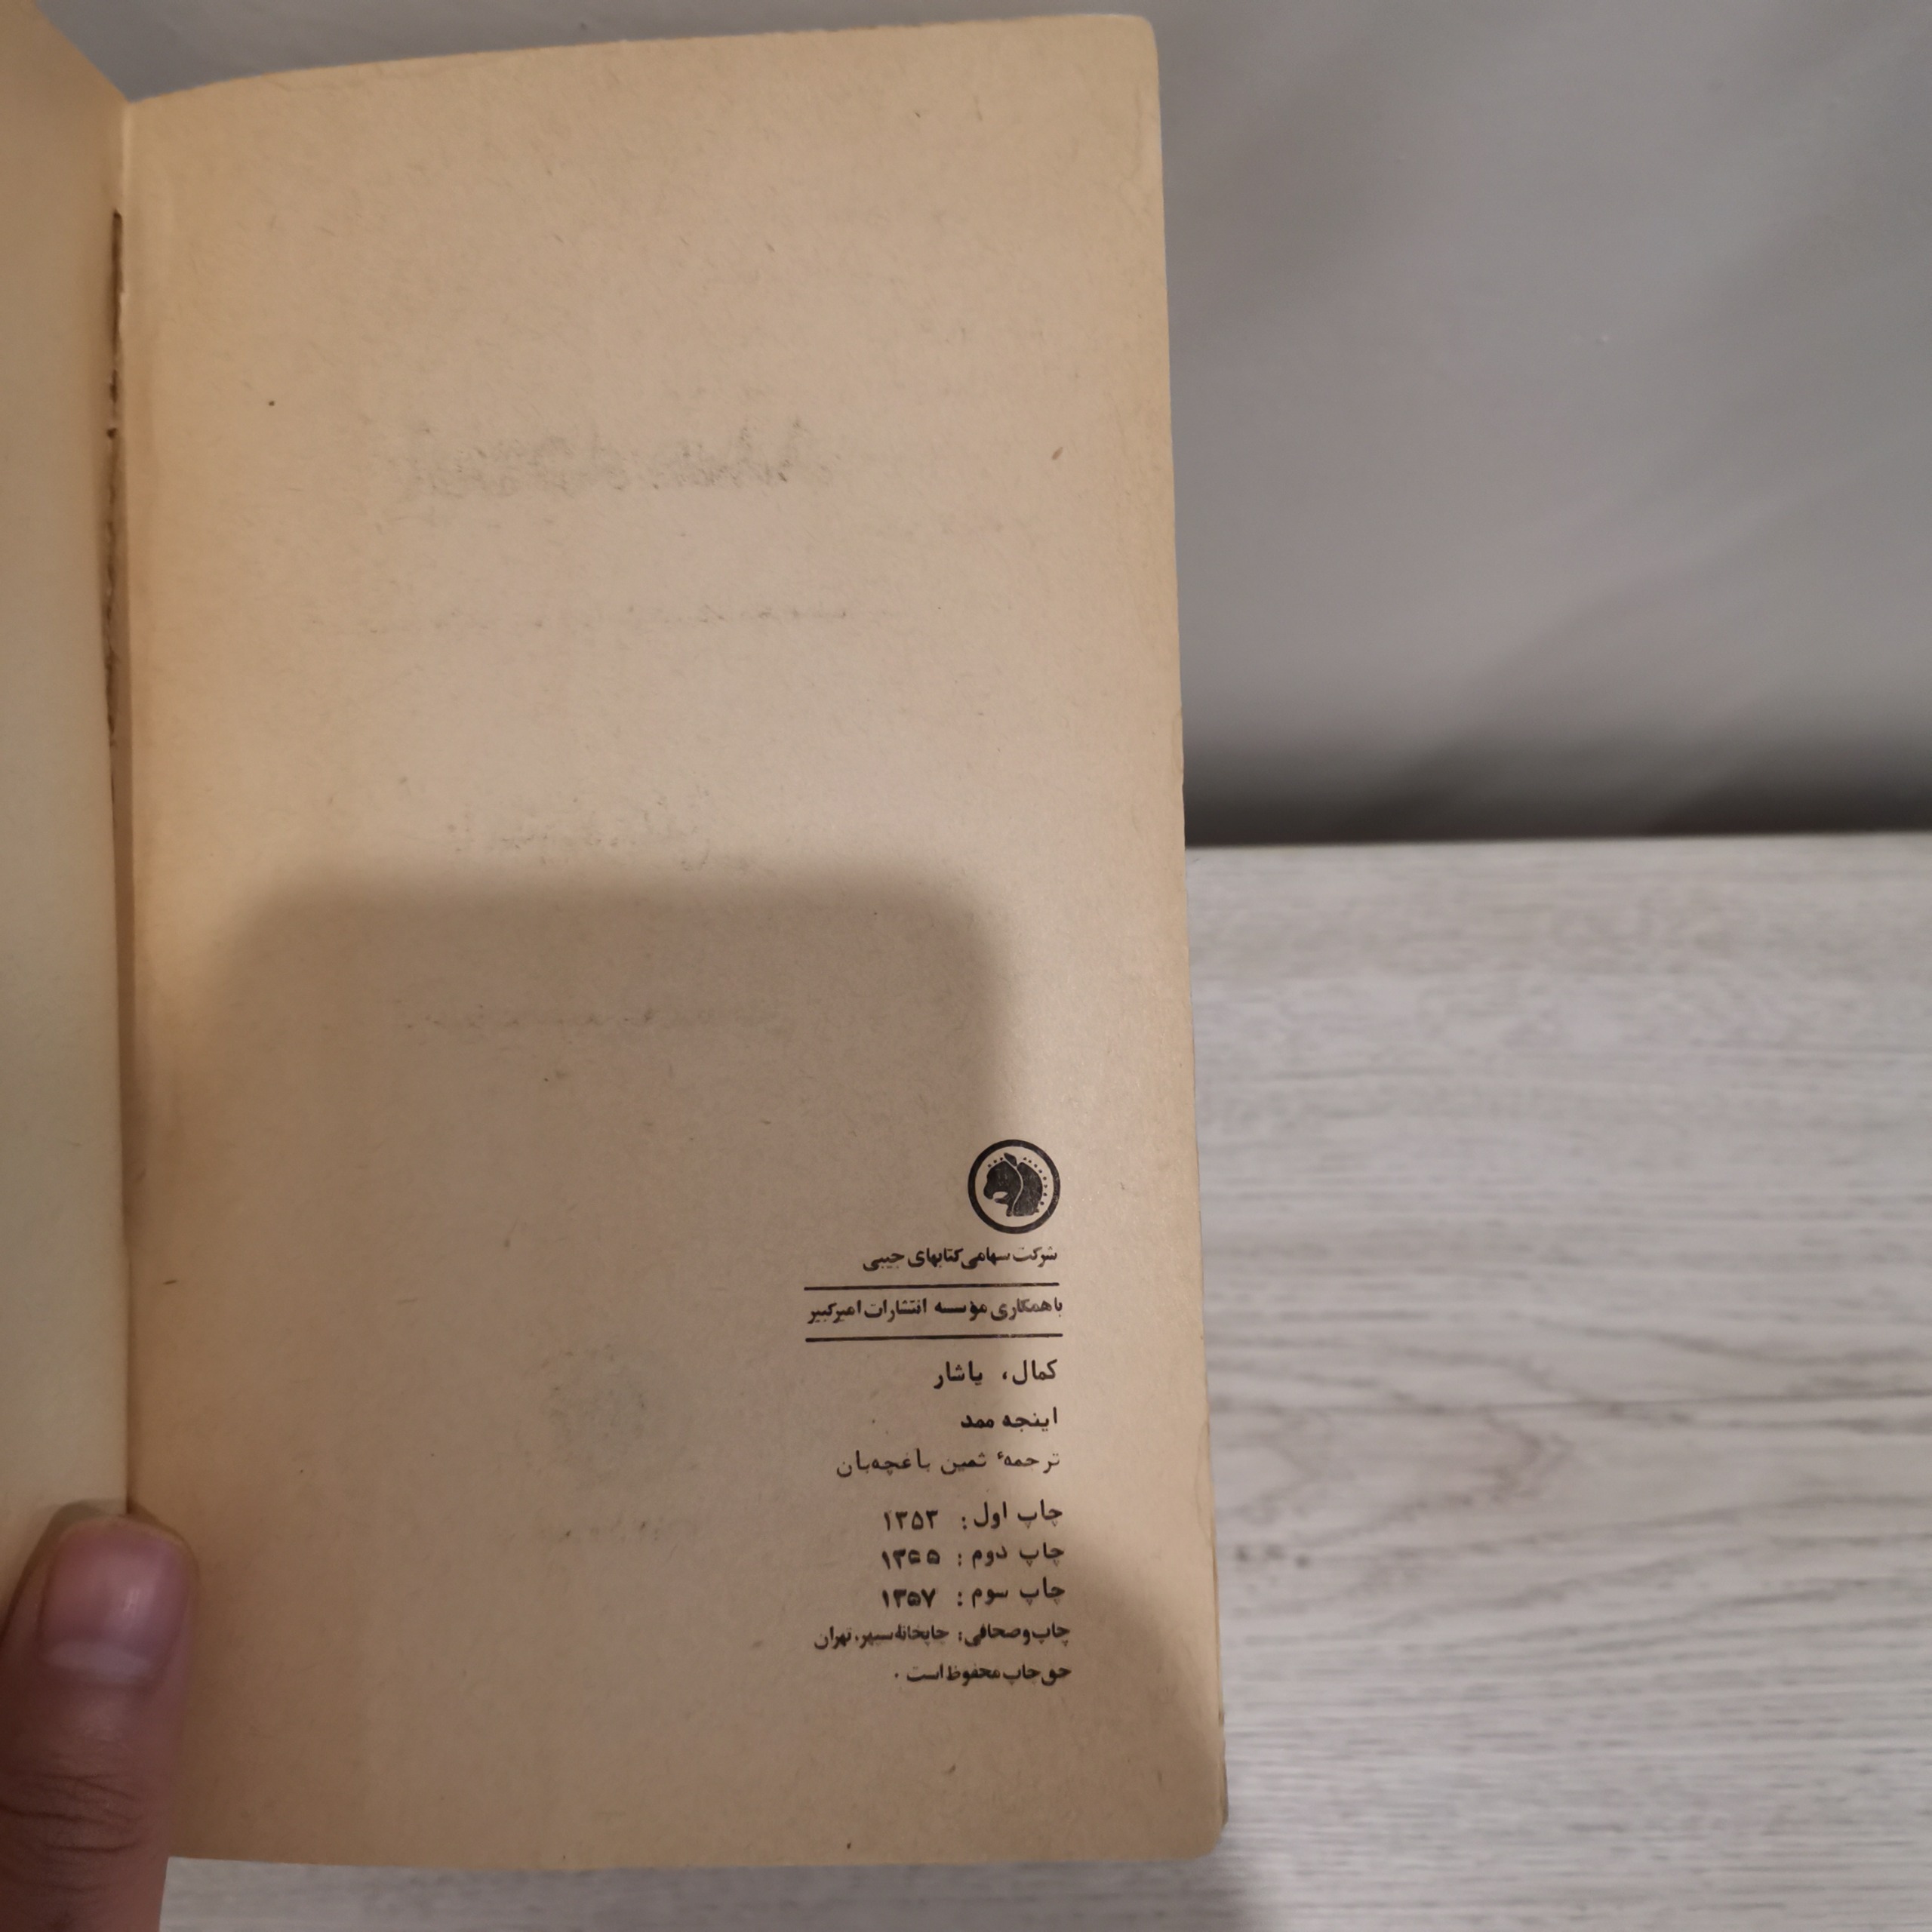 شرکت سهامی کتابهای جیبی
با همکاری مؤسسه انتشارات امیرکبیر
کمال، یاشار
اینجه ممد
ترجمهٔ ثمین باغچه‌بان
چاپ اول: ۱۳۵۳
چاپ دوم: ۱۳۵۵
چاپ سوم: ۱۳۵۷
چاپ و صحافی: چاپخانهٔ سپهر، تهران
حق چاپ محفوظ است.